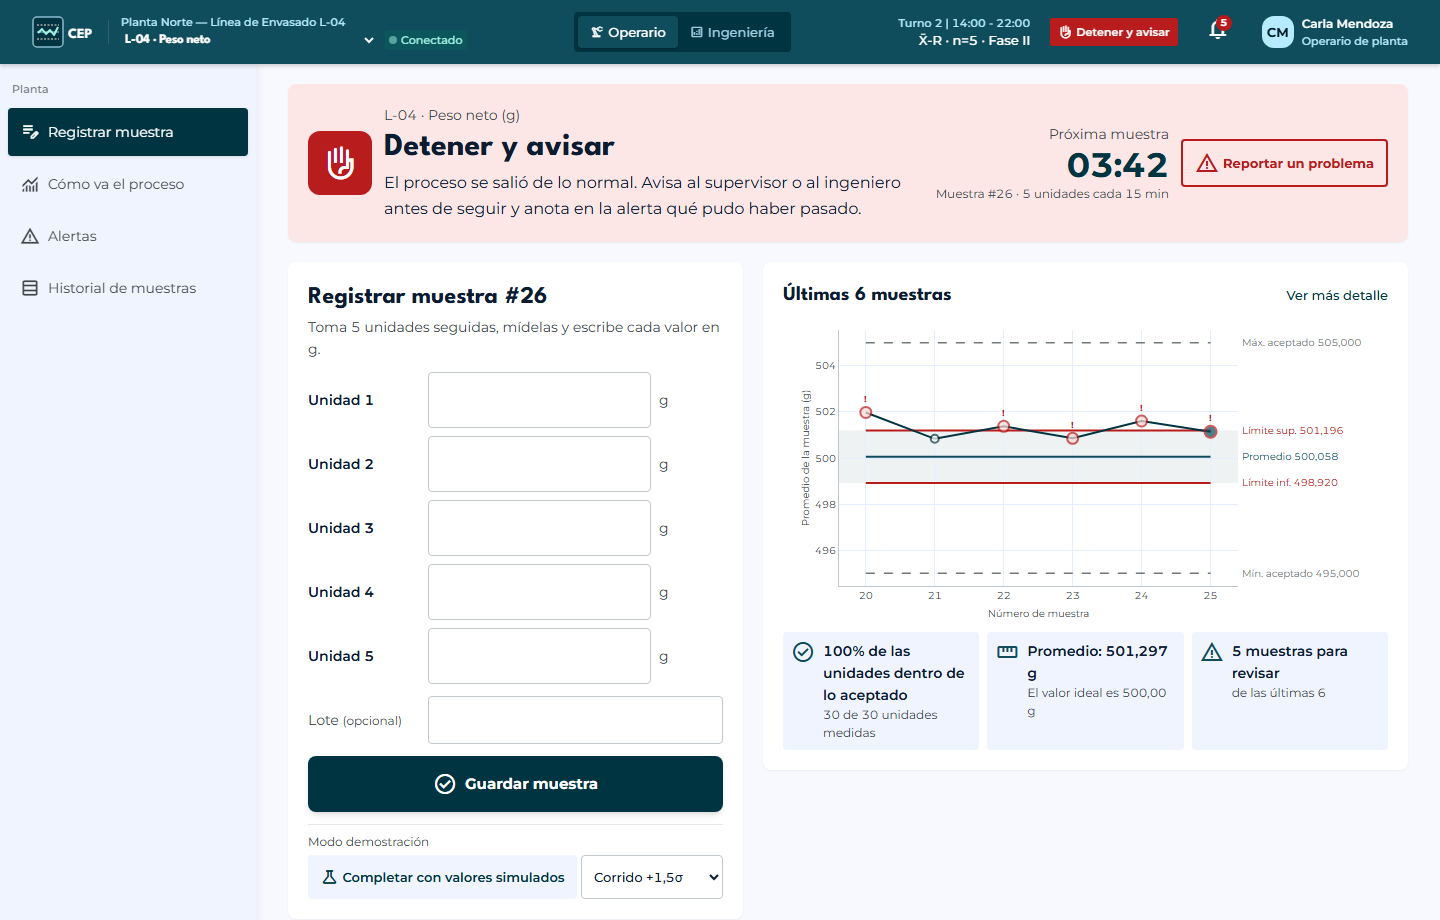 CEP
Planta Norte — Línea de Envasado L-04
L-04 · Peso neto
Conectado
Operario
Ingeniería
Turno 2 | 14:00 - 22:00
X̄-R · n=5 · Fase II
Detener y avisar
5
CM
Carla Mendoza
Operario de planta
Planta
Registrar muestra
Cómo va el proceso
Alertas
Historial de muestras
L-04 · Peso neto (g)
Detener y avisar
El proceso se salió de lo normal. Avisa al supervisor o al ingeniero
antes de seguir y anota en la alerta qué pudo haber pasado.
Próxima muestra
03:42
Muestra #26 · 5 unidades cada 15 min
Reportar un problema
Registrar muestra #26
Toma 5 unidades seguidas, mídelas y escribe cada valor en
g.
Unidad 1
g
Unidad 2
g
Unidad 3
g
Unidad 4
g
Unidad 5
g
Lote (opcional)
Guardar muestra
Modo demostración
Completar con valores simulados
Corrido +1,5σ
Últimas 6 muestras
Ver más detalle
Promedio de la muestra (g)
504
502
500
498
496
! ! ! ! !
Máx. aceptado 505,000
Límite sup. 501,196
Promedio 500,058
Límite inf. 498,920
Mín. aceptado 495,000
20 21 22 23 24 25
Número de muestra
100% de las
unidades dentro de
lo aceptado
30 de 30 unidades
medidas
Promedio: 501,297
g
El valor ideal es 500,00
g
5 muestras para
revisar
de las últimas 6